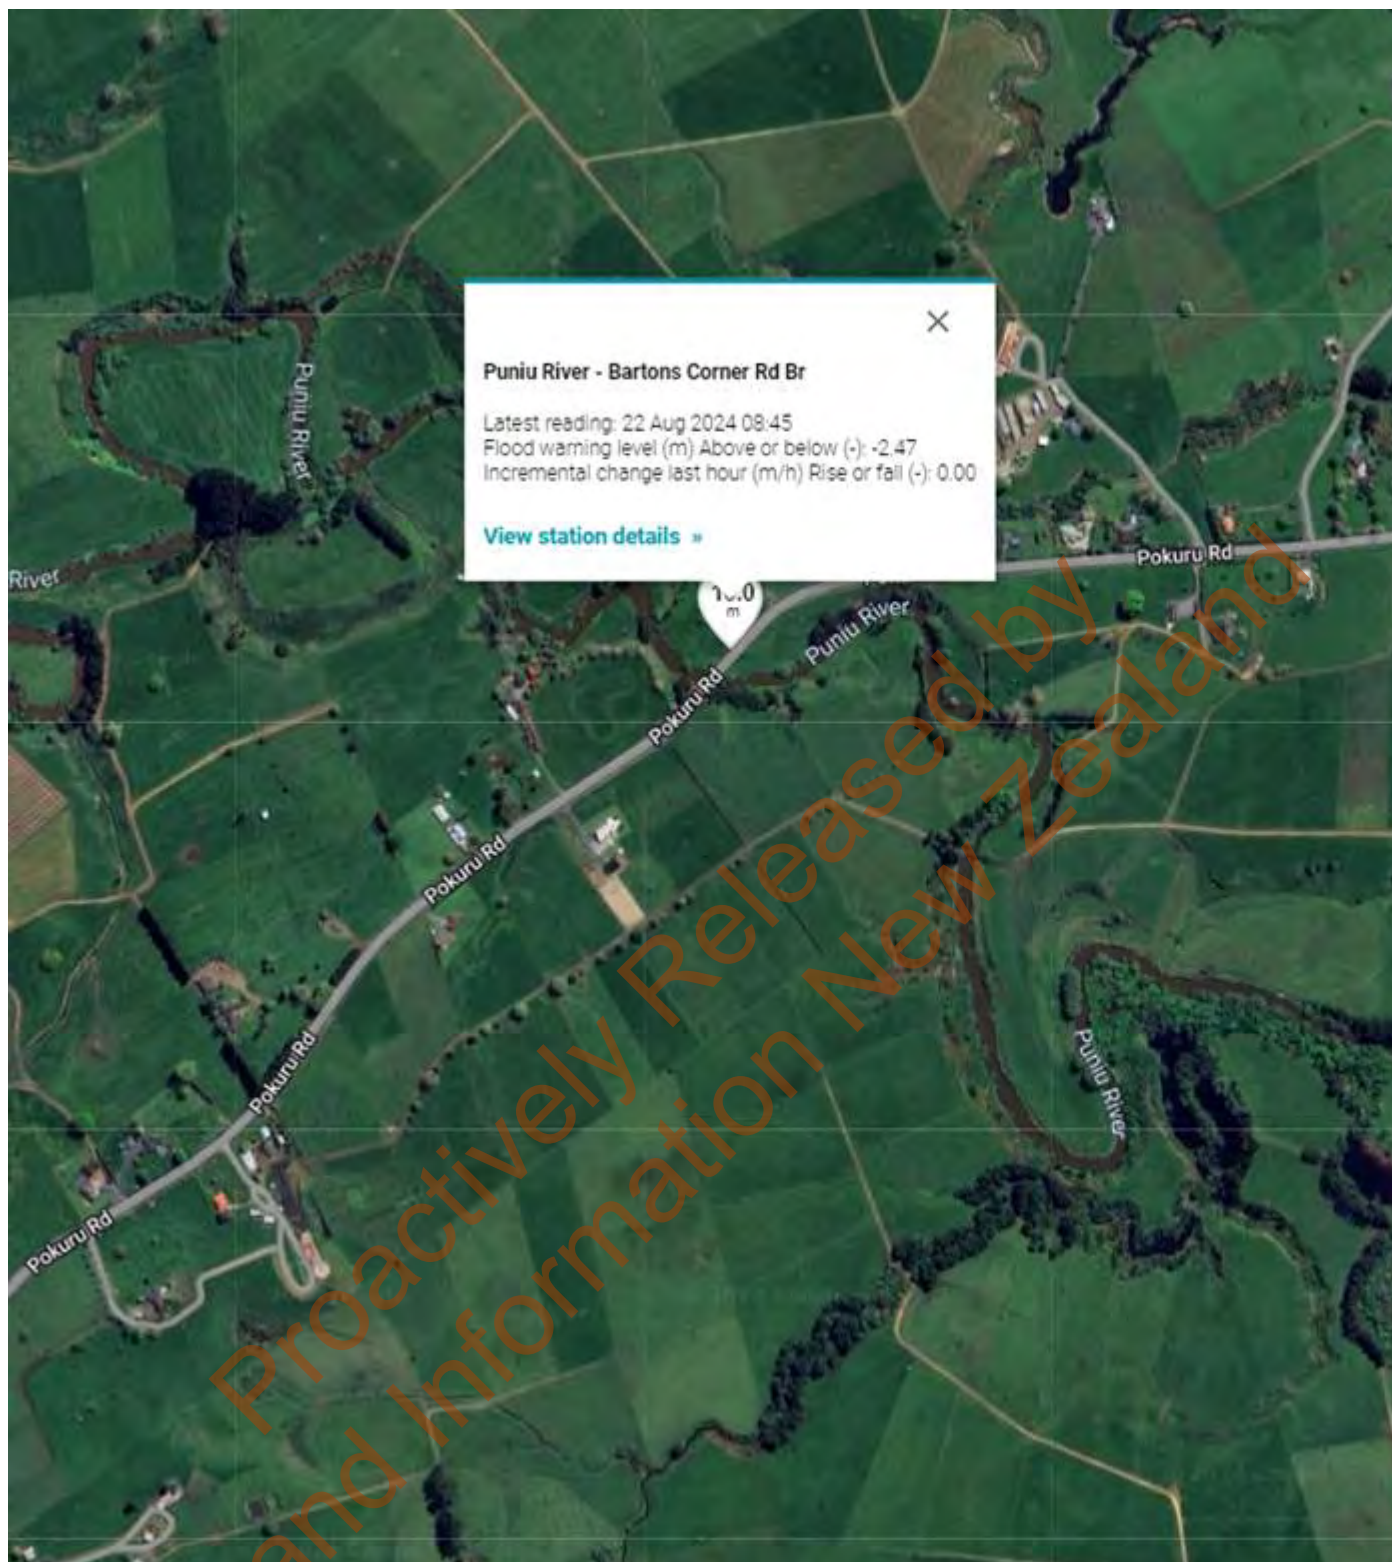 Puniu River
Puniu River - Bartons Corner Rd Br
Latest reading: 22 Aug 2024 08:45
Flood warning level (m) Above or below (-): -2.47
Incremental change last hour (m/h) Rise or fall (-): 0.00
View station details »
River
m
Pokuru Rd
Puniu River
Pokuru Rd
Pokuru Rd
Puniu River
Pokuru Rd
Pokuru Rd
Proactively Released by
and Information New Zealand